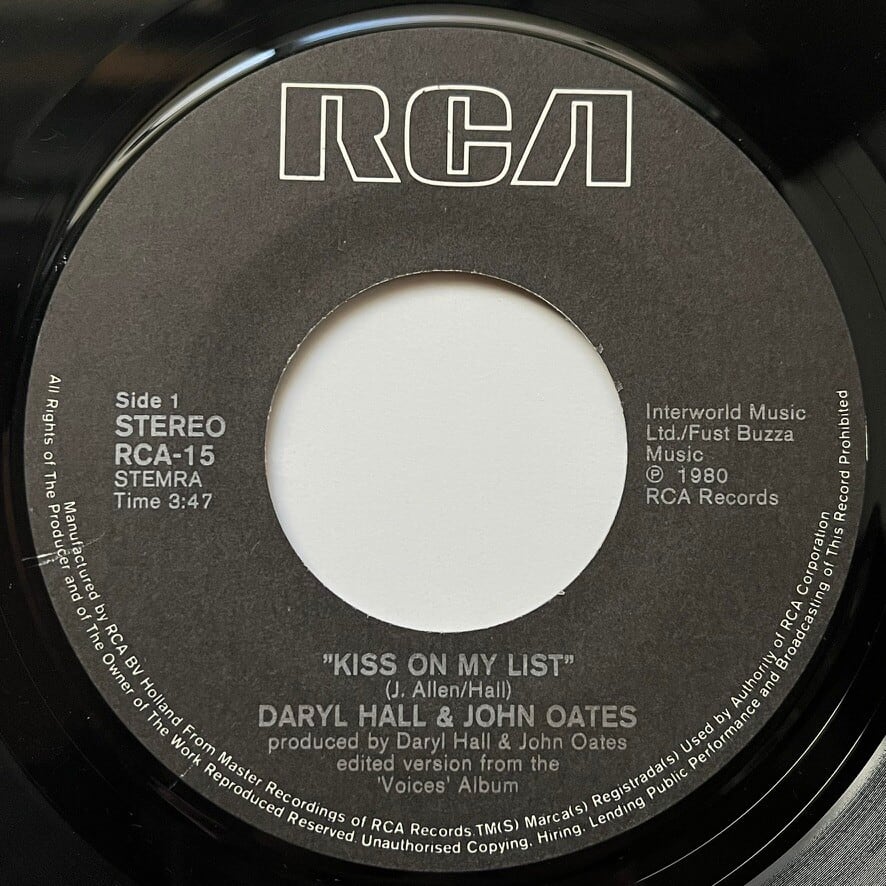 RCA
Side 1
STEREO
RCA-15
STEMRA
Time 3:47
Interworld Music
Ltd./Fust Buzza
Music
℗ 1980
RCA Records
"KISS ON MY LIST"
(J. Allen/Hall)
DARYL HALL & JOHN OATES
produced by Daryl Hall & John Oates
edited version from the
'Voices' Album
Manufactured by RCA BV Holland From Master Recordings of RCA Records.TM(S) Marca(s) Registrada(s) Used by Authority of RCA Corporation
All Rights of The Producer and of The Owner of The Work Reproduced Reserved. Unauthorised Copying, Hiring, Lending Public Performance and Broadcasting of This Record Prohibited